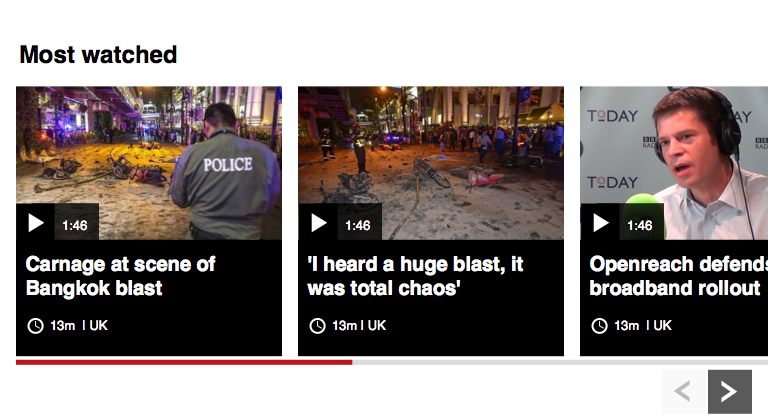 Most watched
POLICE
1:46
Carnage at scene of
Bangkok blast
13m | UK
1:46
'I heard a huge blast, it
was total chaos'
13m | UK
TODAY
BBC
TODAY
1:46
Openreach defends
broadband rollout
13m | UK